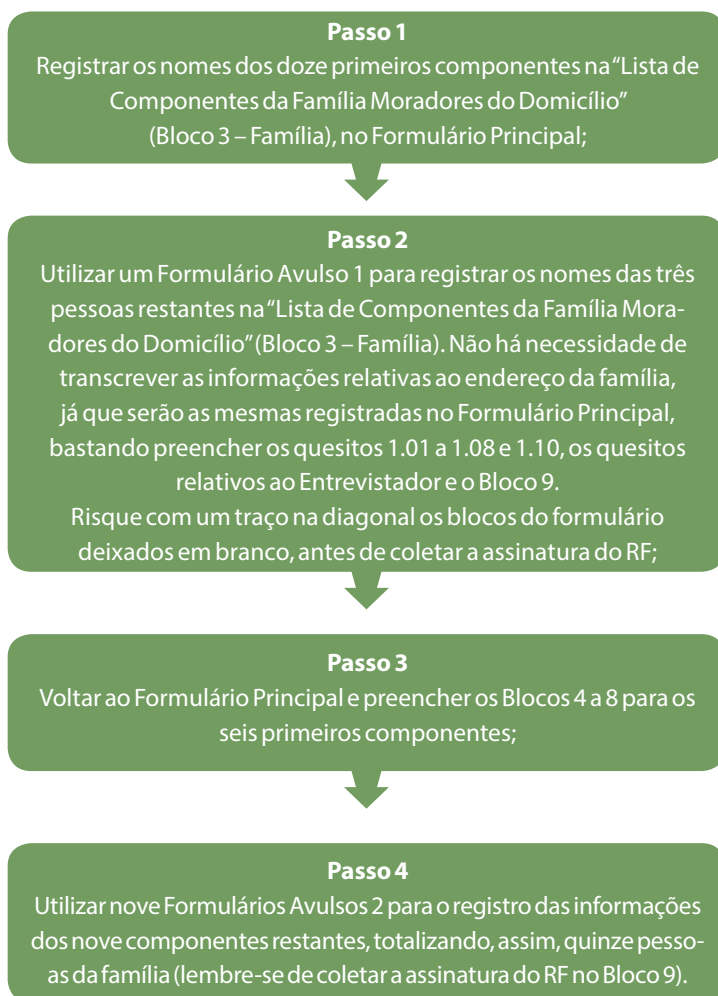 Passo 1
Registrar os nomes dos doze primeiros componentes na “Lista de
Componentes da Família Moradores do Domicílio”
(Bloco 3 – Família), no Formulário Principal;
Passo 2
Utilizar um Formulário Avulso 1 para registrar os nomes das três
pessoas restantes na “Lista de Componentes da Família Mora-
dores do Domicílio” (Bloco 3 – Família). Não há necessidade de
transcrever as informações relativas ao endereço da família,
já que serão as mesmas registradas no Formulário Principal,
bastando preencher os quesitos 1.01 a 1.08 e 1.10, os quesitos
relativos ao Entrevistador e o Bloco 9.
Risque com um traço na diagonal os blocos do formulário
deixados em branco, antes de coletar a assinatura do RF;
Passo 3
Voltar ao Formulário Principal e preencher os Blocos 4 a 8 para os
seis primeiros componentes;
Passo 4
Utilizar nove Formulários Avulsos 2 para o registro das informações
dos nove componentes restantes, totalizando, assim, quinze pesso-
as da família (lembre-se de coletar a assinatura do RF no Bloco 9).